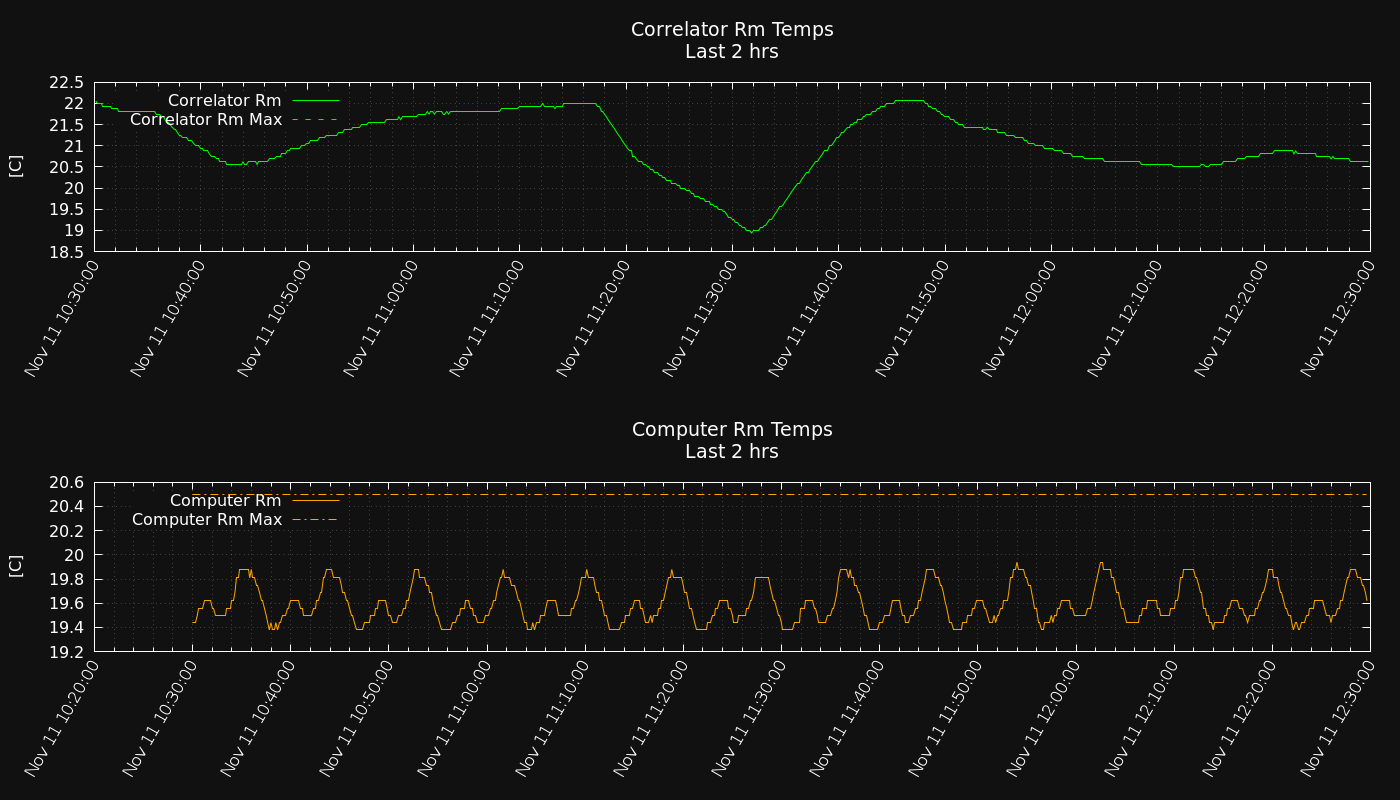 Correlator Rm Temps
Last 2 hrs
22.5
22
21.5
21
20.5
20
19.5
19
18.5
[C]
Correlator Rm
Correlator Rm Max
Nov 11 10:30:00
Nov 11 10:40:00
Nov 11 10:50:00
Nov 11 11:00:00
Nov 11 11:10:00
Nov 11 11:20:00
Nov 11 11:30:00
Nov 11 11:40:00
Nov 11 11:50:00
Nov 11 12:00:00
Nov 11 12:10:00
Nov 11 12:20:00
Nov 11 12:30:00
Computer Rm Temps
Last 2 hrs
20.6
20.4
20.2
20
19.8
19.6
19.4
19.2
[C]
Computer Rm
Computer Rm Max
Nov 11 10:20:00
Nov 11 10:30:00
Nov 11 10:40:00
Nov 11 10:50:00
Nov 11 11:00:00
Nov 11 11:10:00
Nov 11 11:20:00
Nov 11 11:30:00
Nov 11 11:40:00
Nov 11 11:50:00
Nov 11 12:00:00
Nov 11 12:10:00
Nov 11 12:20:00
Nov 11 12:30:00